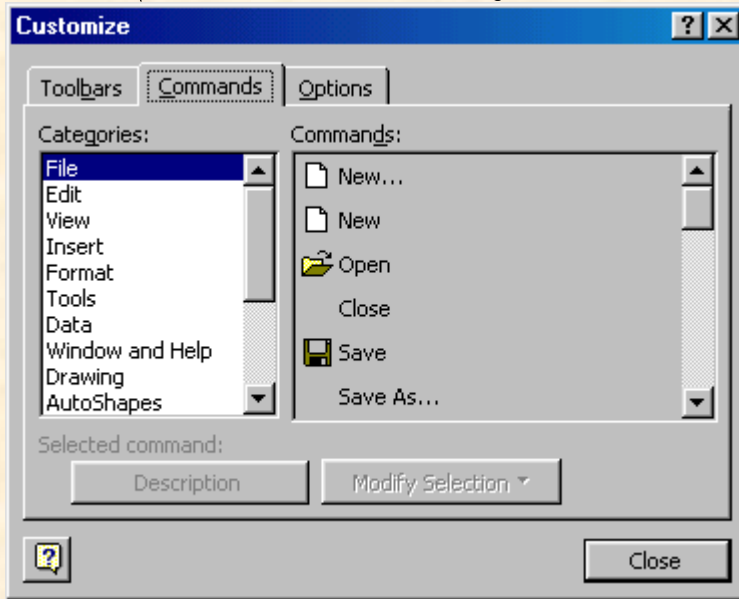 Customize
Toolbars Commands Options
Categories:
File
Edit
View
Insert
Format
Tools
Data
Window and Help
Drawing
AutoShapes
Commands:
New...
New
Open
Close
Save
Save As...
Selected command:
Description Modify Selection
Close